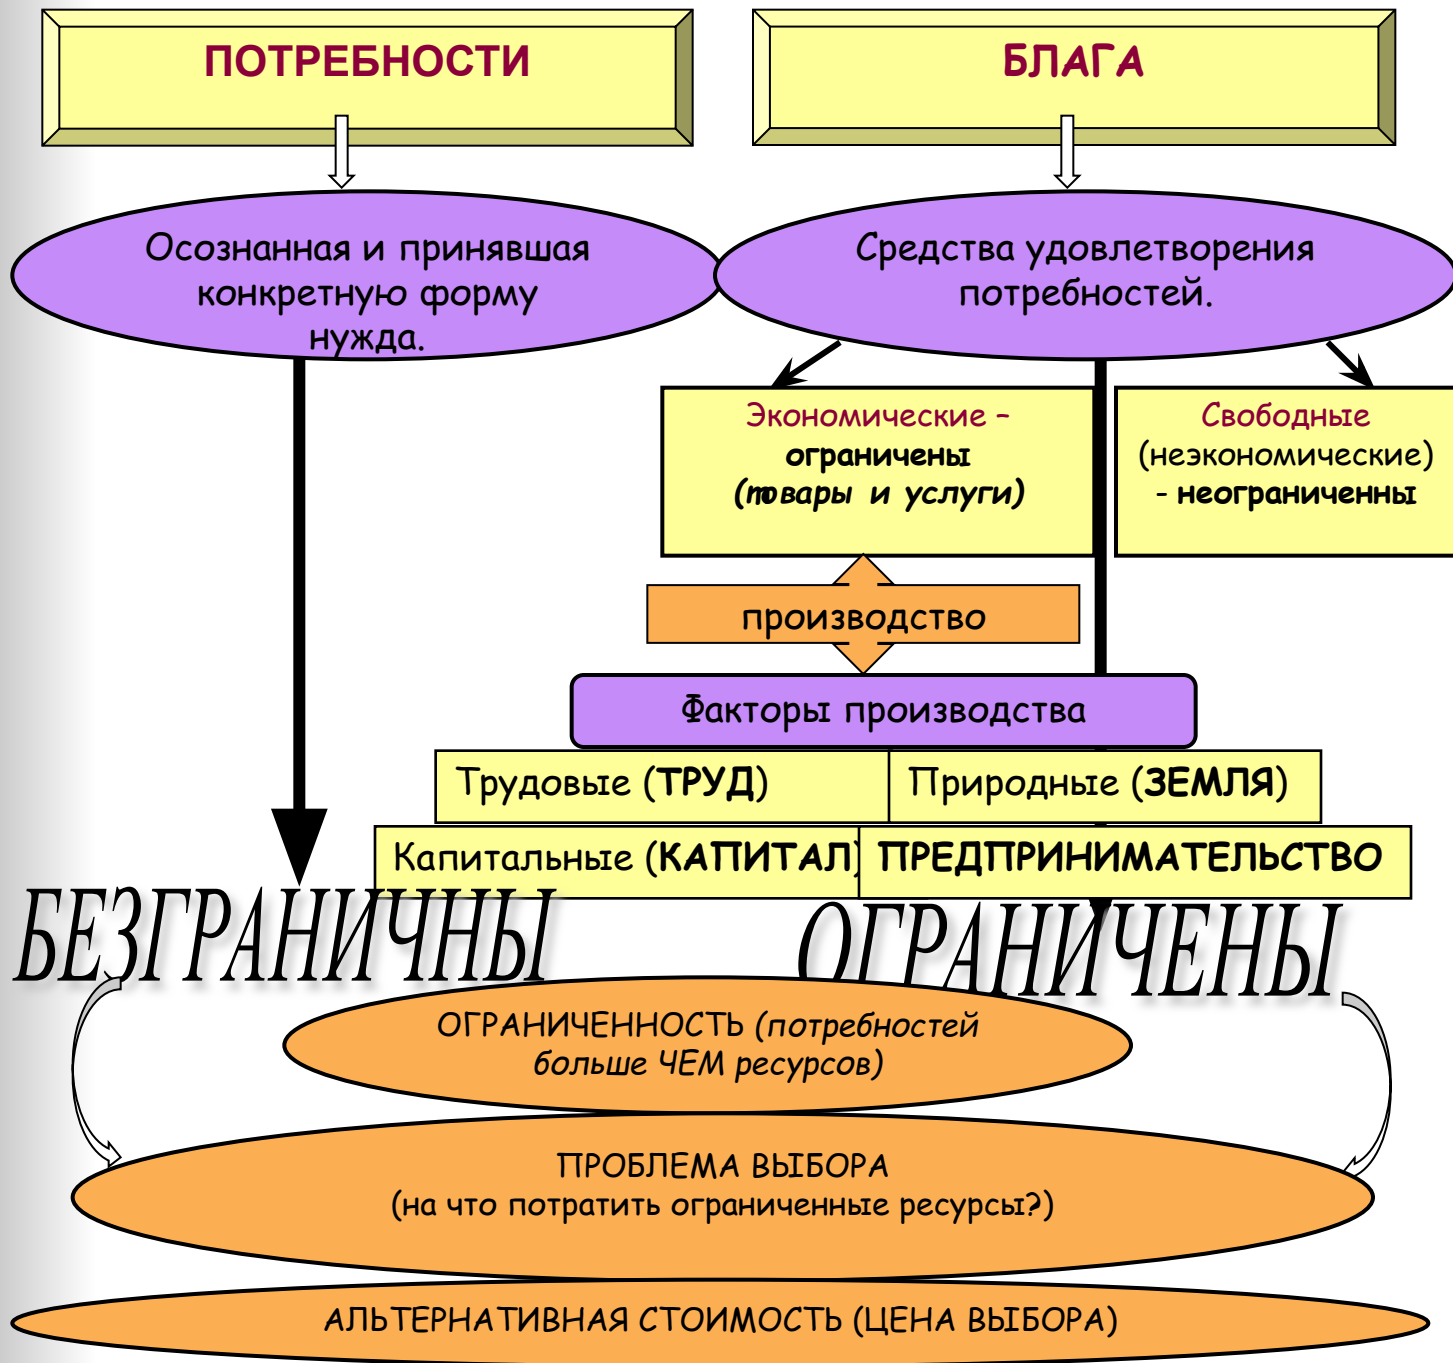 ПОТРЕБНОСТИ
БЛАГА
Осознанная и принявшая
конкретную форму
нужда.
Средства удовлетворения
потребностей.
Экономические –
ограничены
(товары и услуги)
Свободные
(неэкономические)
- неограниченны
производство
Факторы производства
Трудовые (ТРУД)
Природные (ЗЕМЛЯ)
Капитальные (КАПИТАЛ)
ПРЕДПРИНИМАТЕЛЬСТВО
БЕЗГРАНИЧНЫ
ОГРАНИЧЕНЫ
ОГРАНИЧЕННОСТЬ (потребностей
больше ЧЕМ ресурсов)
ПРОБЛЕМА ВЫБОРА
(на что потратить ограниченные ресурсы?)
АЛЬТЕРНАТИВНАЯ СТОИМОСТЬ (ЦЕНА ВЫБОРА)